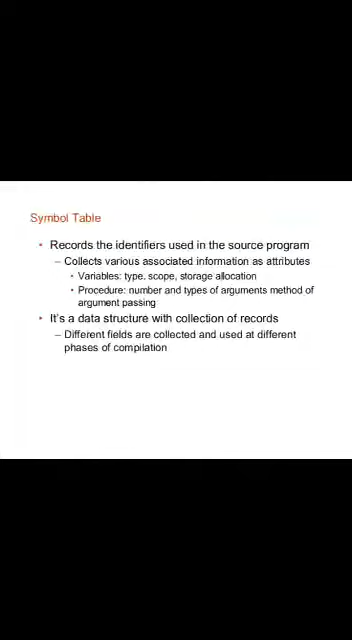 Symbol Table
• Records the identifiers used in the source program
– Collects various associated information as attributes
• Variables: type, scope, storage allocation
• Procedure: number and types of arguments method of
argument passing
• It's a data structure with collection of records
– Different fields are collected and used at different
phases of compilation